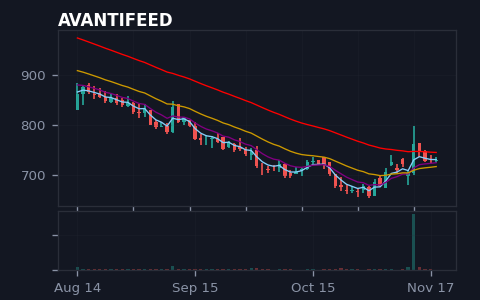 AVANTIFEED
900
800
700
Aug 14
Sep 15
Oct 15
Nov 17